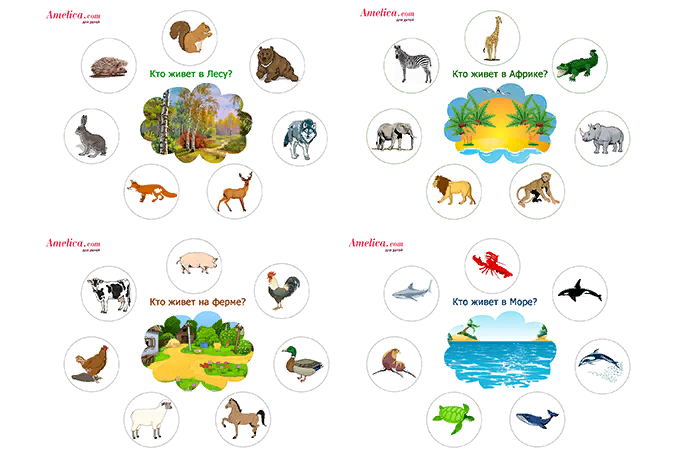 Amelica.com
для детей
Кто живет в Лесу?
Amelica.com
для детей
Кто живет в Африке?
Amelica.com
для детей
Кто живет на ферме?
Amelica.com
для детей
Кто живет в Море?